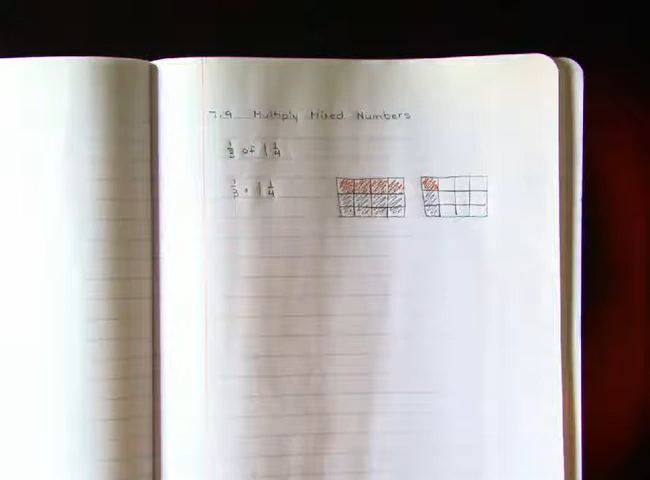 7.9 Multiply Mixed Numbers
1/3 of 1 1/4
1/3 · 1 1/4